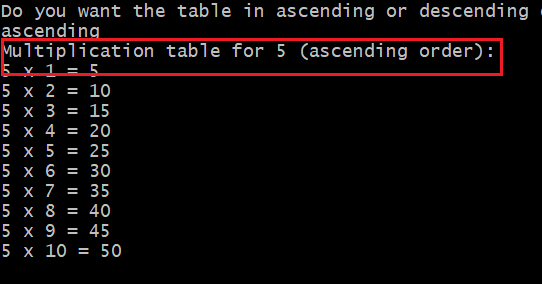 Do you want the table in ascending or descending
ascending
Multiplication table for 5 (ascending order):
5 x 1 = 5
5 x 2 = 10
5 x 3 = 15
5 x 4 = 20
5 x 5 = 25
5 x 6 = 30
5 x 7 = 35
5 x 8 = 40
5 x 9 = 45
5 x 10 = 50